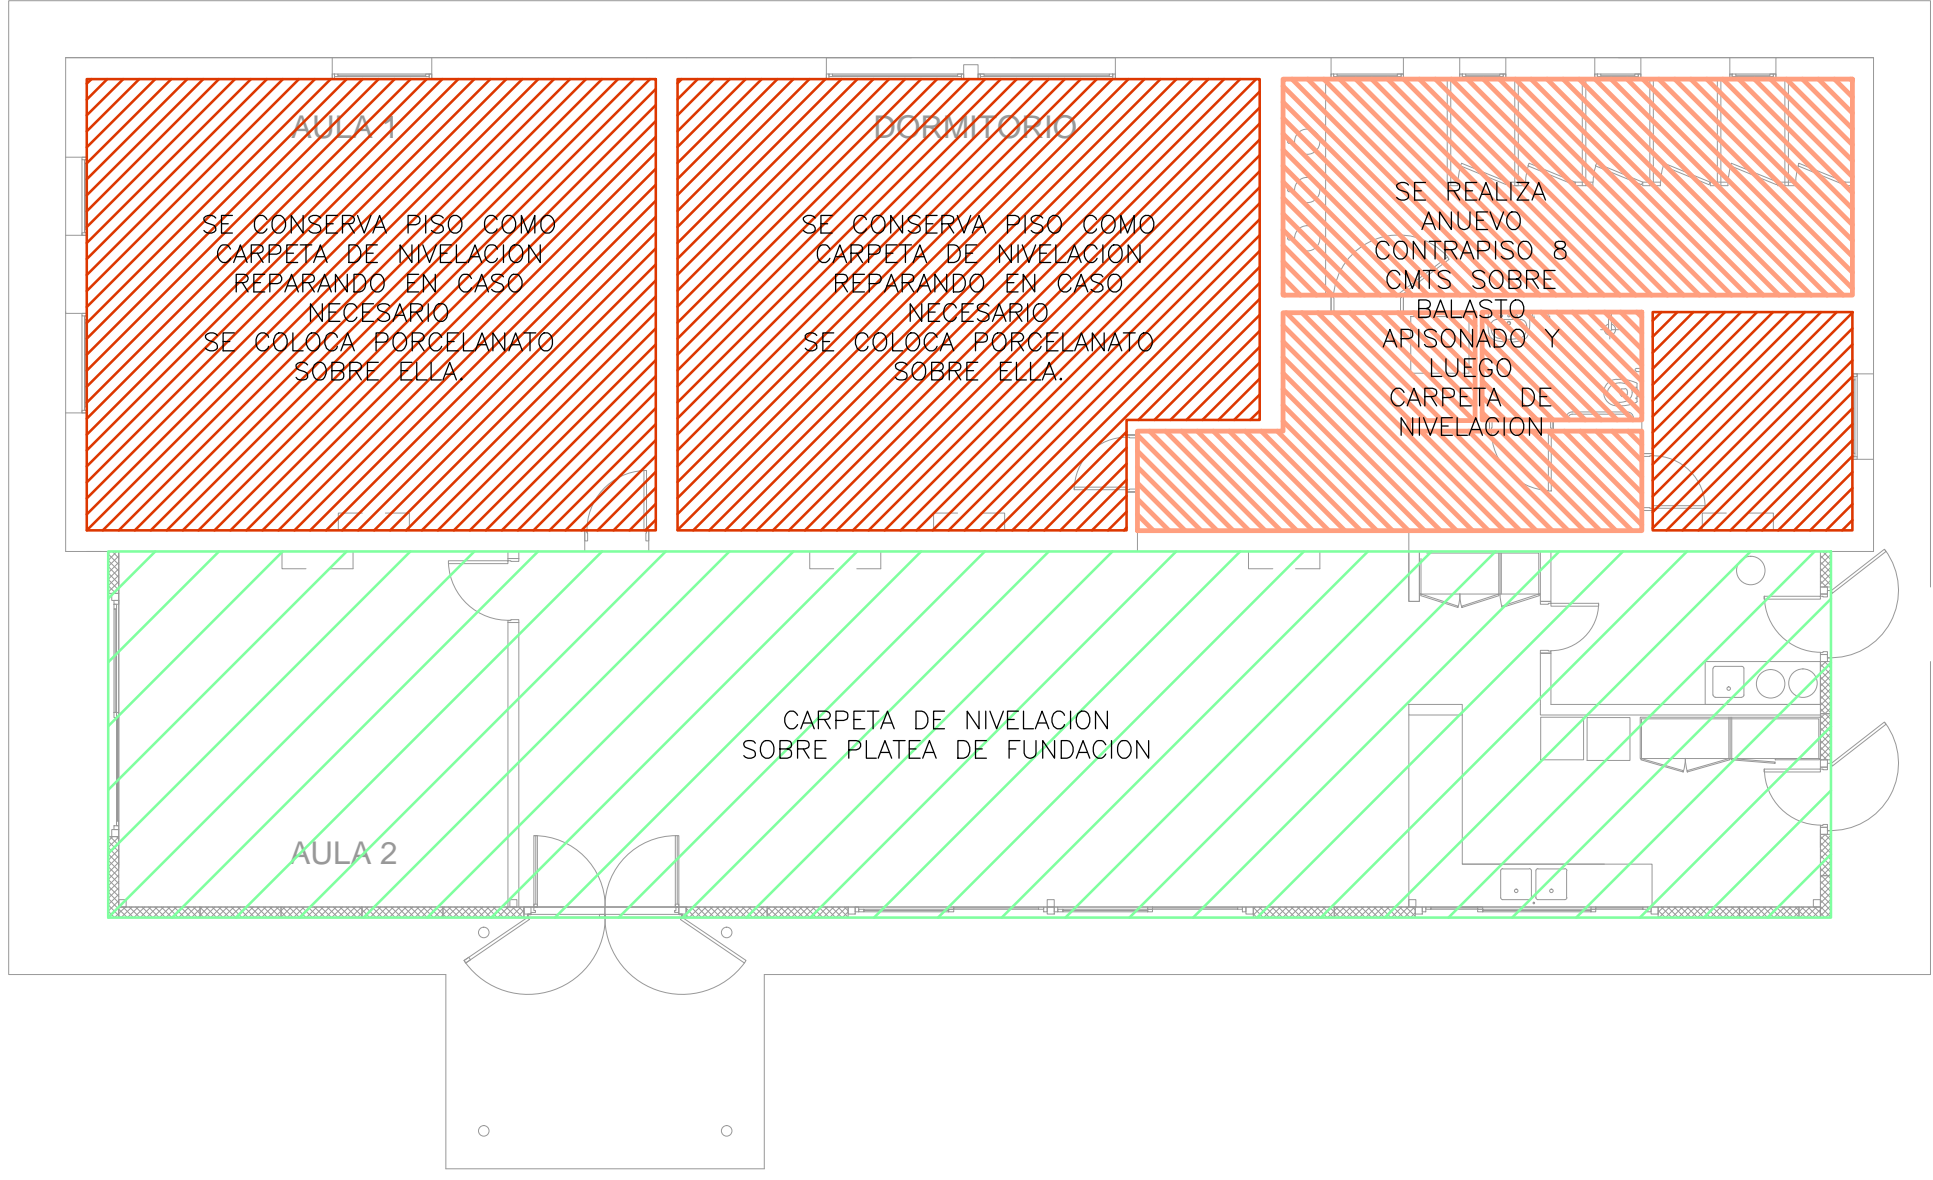 AULA 1
SE CONSERVA PISO COMO
CARPETA DE NIVELACION
REPARANDO EN CASO
NECESARIO
SE COLOCA PORCELANATO
SOBRE ELLA.
DORMITORIO
SE CONSERVA PISO COMO
CARPETA DE NIVELACION
REPARANDO EN CASO
NECESARIO
SE COLOCA PORCELANATO
SOBRE ELLA.
SE REALIZA
ANUEVO
CONTRAPISO 8
CMTS SOBRE
BALASTO
APISONADO Y
LUEGO
CARPETA DE
NIVELACION
CARPETA DE NIVELACION
SOBRE PLATEA DE FUNDACION
AULA 2